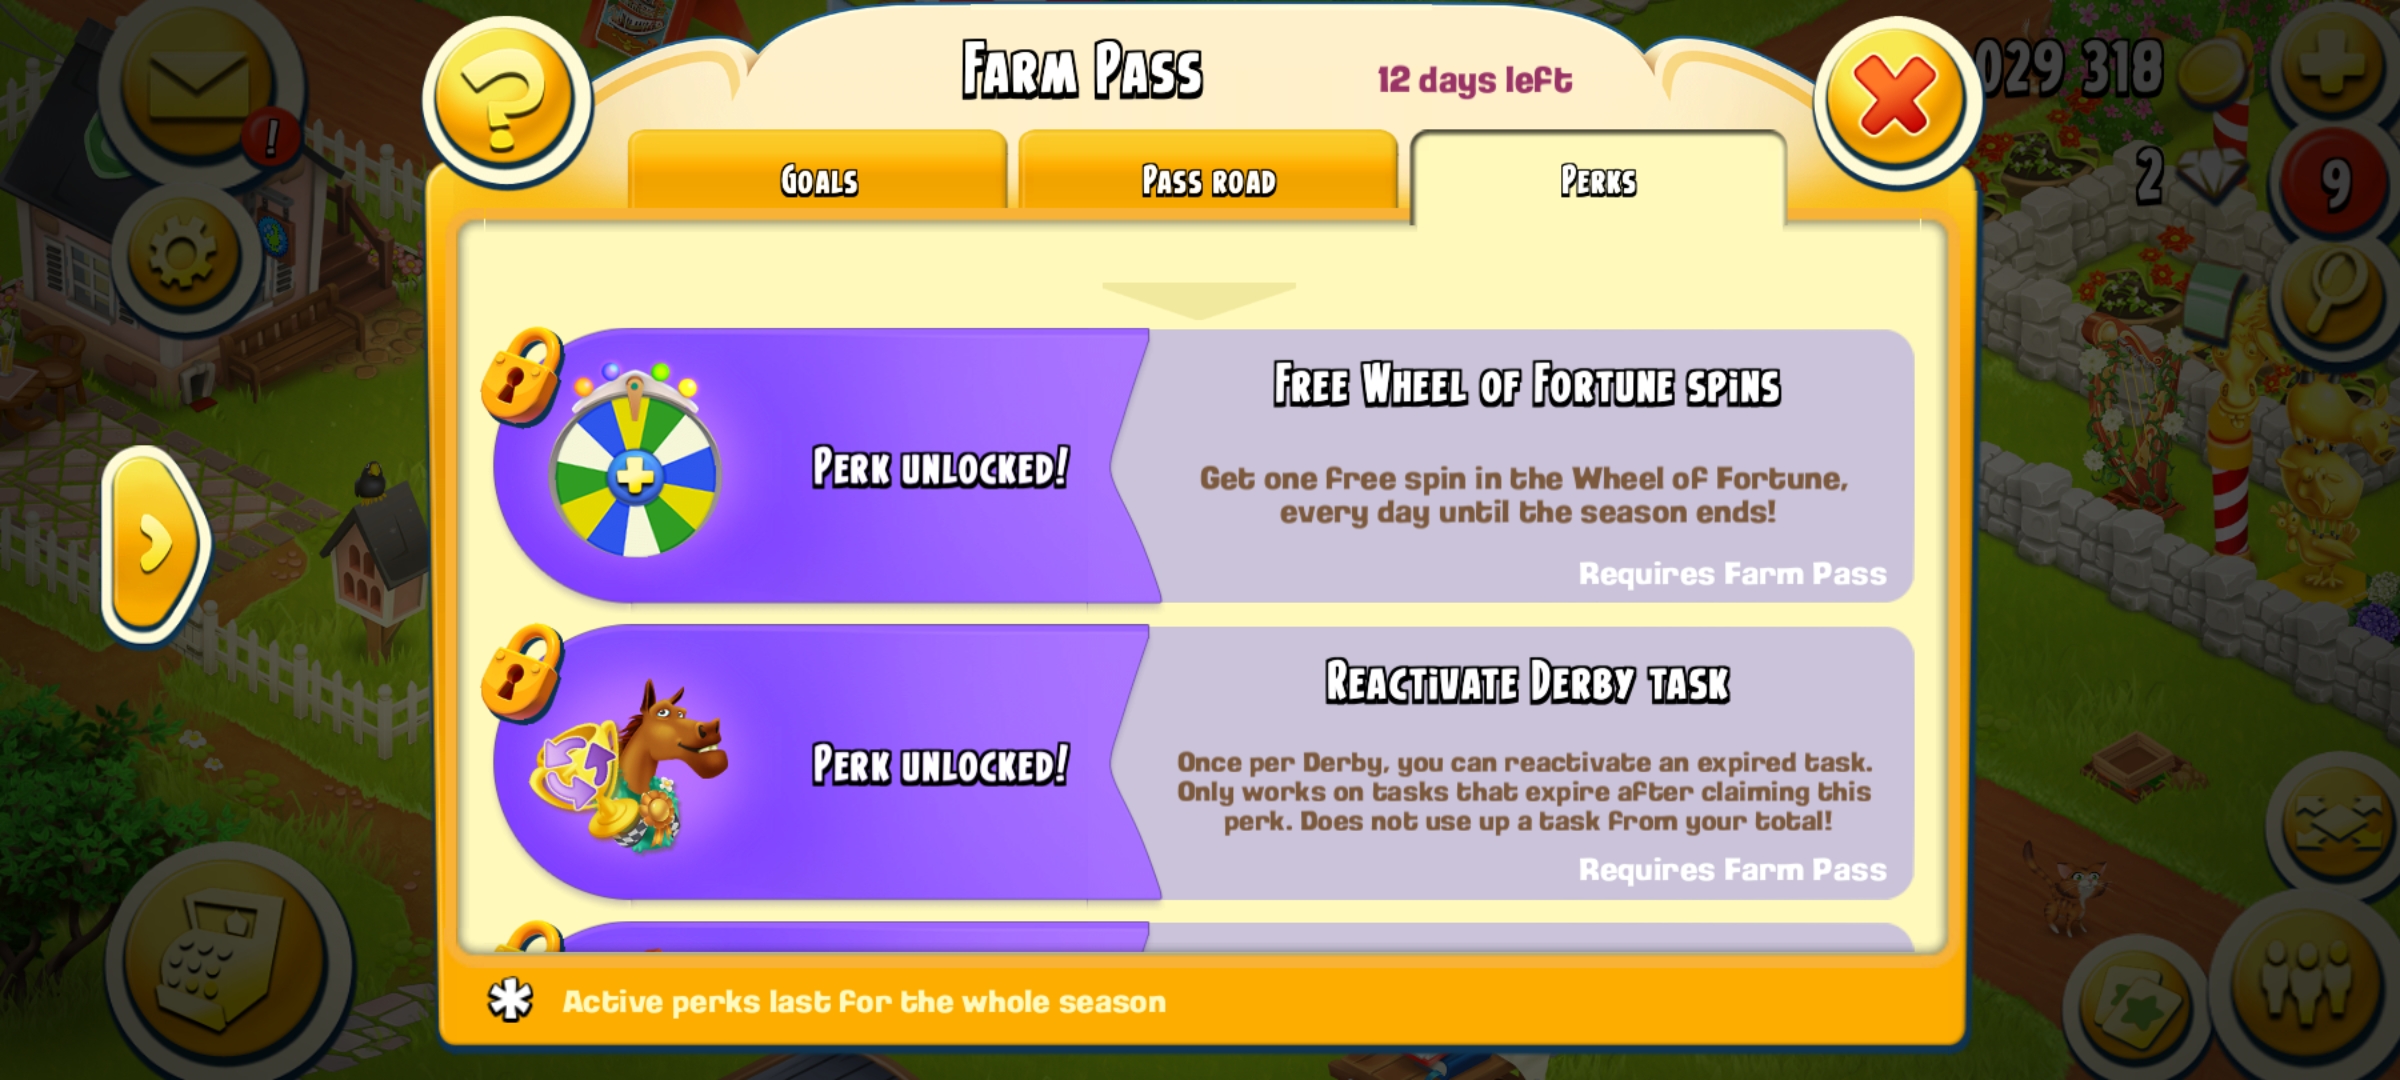 FARM PASS
12 days left
029 318
GOALS
PASS ROAD
PERKS
2
9
!
PERK UNLOCKED!
FREE WHEEL OF FORTUNE SPINS
Get one free spin in the Wheel of Fortune,
every day until the season ends!
Requires Farm Pass
PERK UNLOCKED!
REACTIVATE DERBY TASK
Once per Derby, you can reactivate an expired task.
Only works on tasks that expire after claiming this
perk. Does not use up a task from your total!
Requires Farm Pass
* Active perks last for the whole season